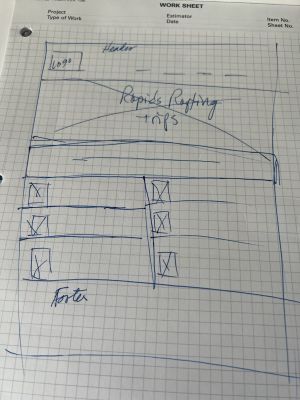 WORK SHEET
Project
Type of Work
Estimator
Date
Item No.
Sheet No.
Header
Logo
Rapids Rafting
trips
Footer